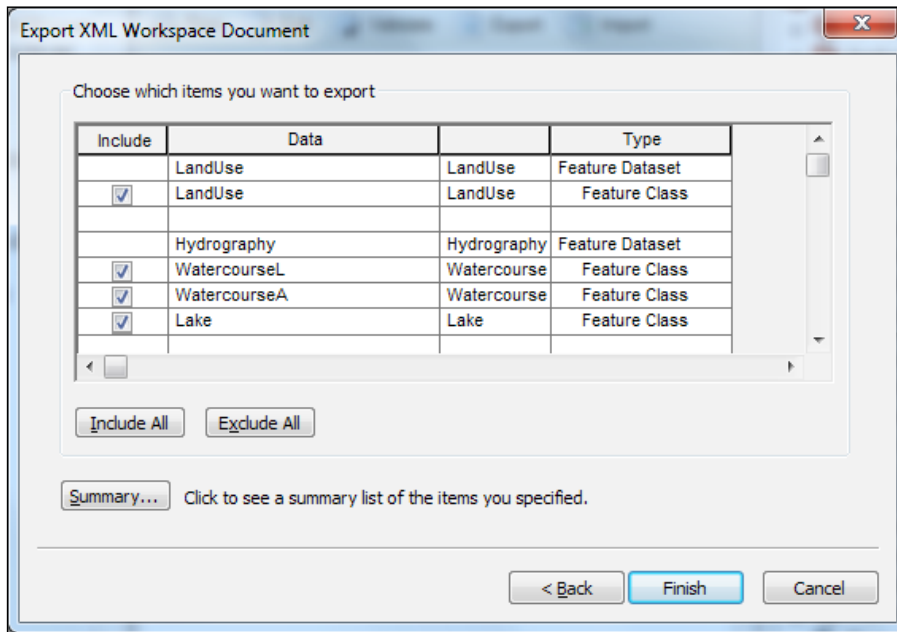 Export XML Workspace Document
Choose which items you want to export
Include Data Type
LandUse LandUse Feature Dataset
LandUse LandUse Feature Class
Hydrography Hydrography Feature Dataset
WatercourseL Watercourse Feature Class
WatercourseA Watercourse Feature Class
Lake Lake Feature Class
Include All Exclude All
Summary... Click to see a summary list of the items you specified.
< Back Finish Cancel